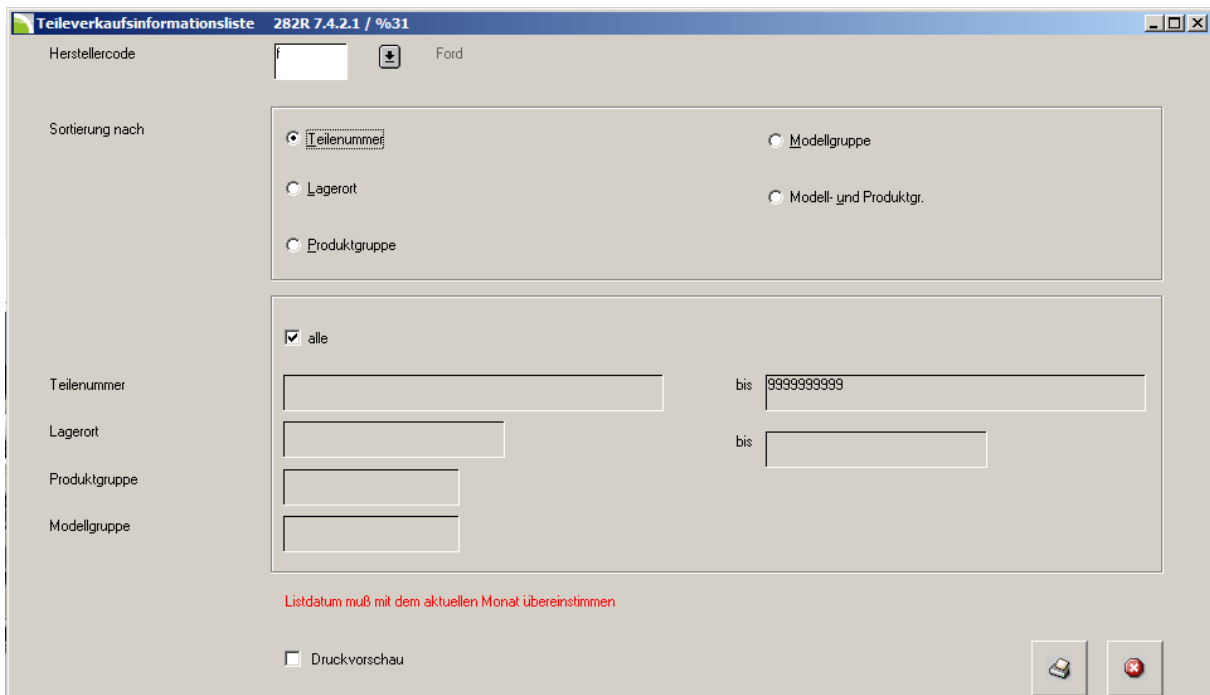 Teileverkaufsinformationsliste 282R 7.4.2.1 / %31
Herstellercode f Ford
Sortierung nach
Teilenummer Modellgruppe
Lagerort Modell- und Produktgr.
Produktgruppe
alle
Teilenummer bis 9999999999
Lagerort bis
Produktgruppe
Modellgruppe
Listdatum muß mit dem aktuellen Monat übereinstimmen
Druckvorschau